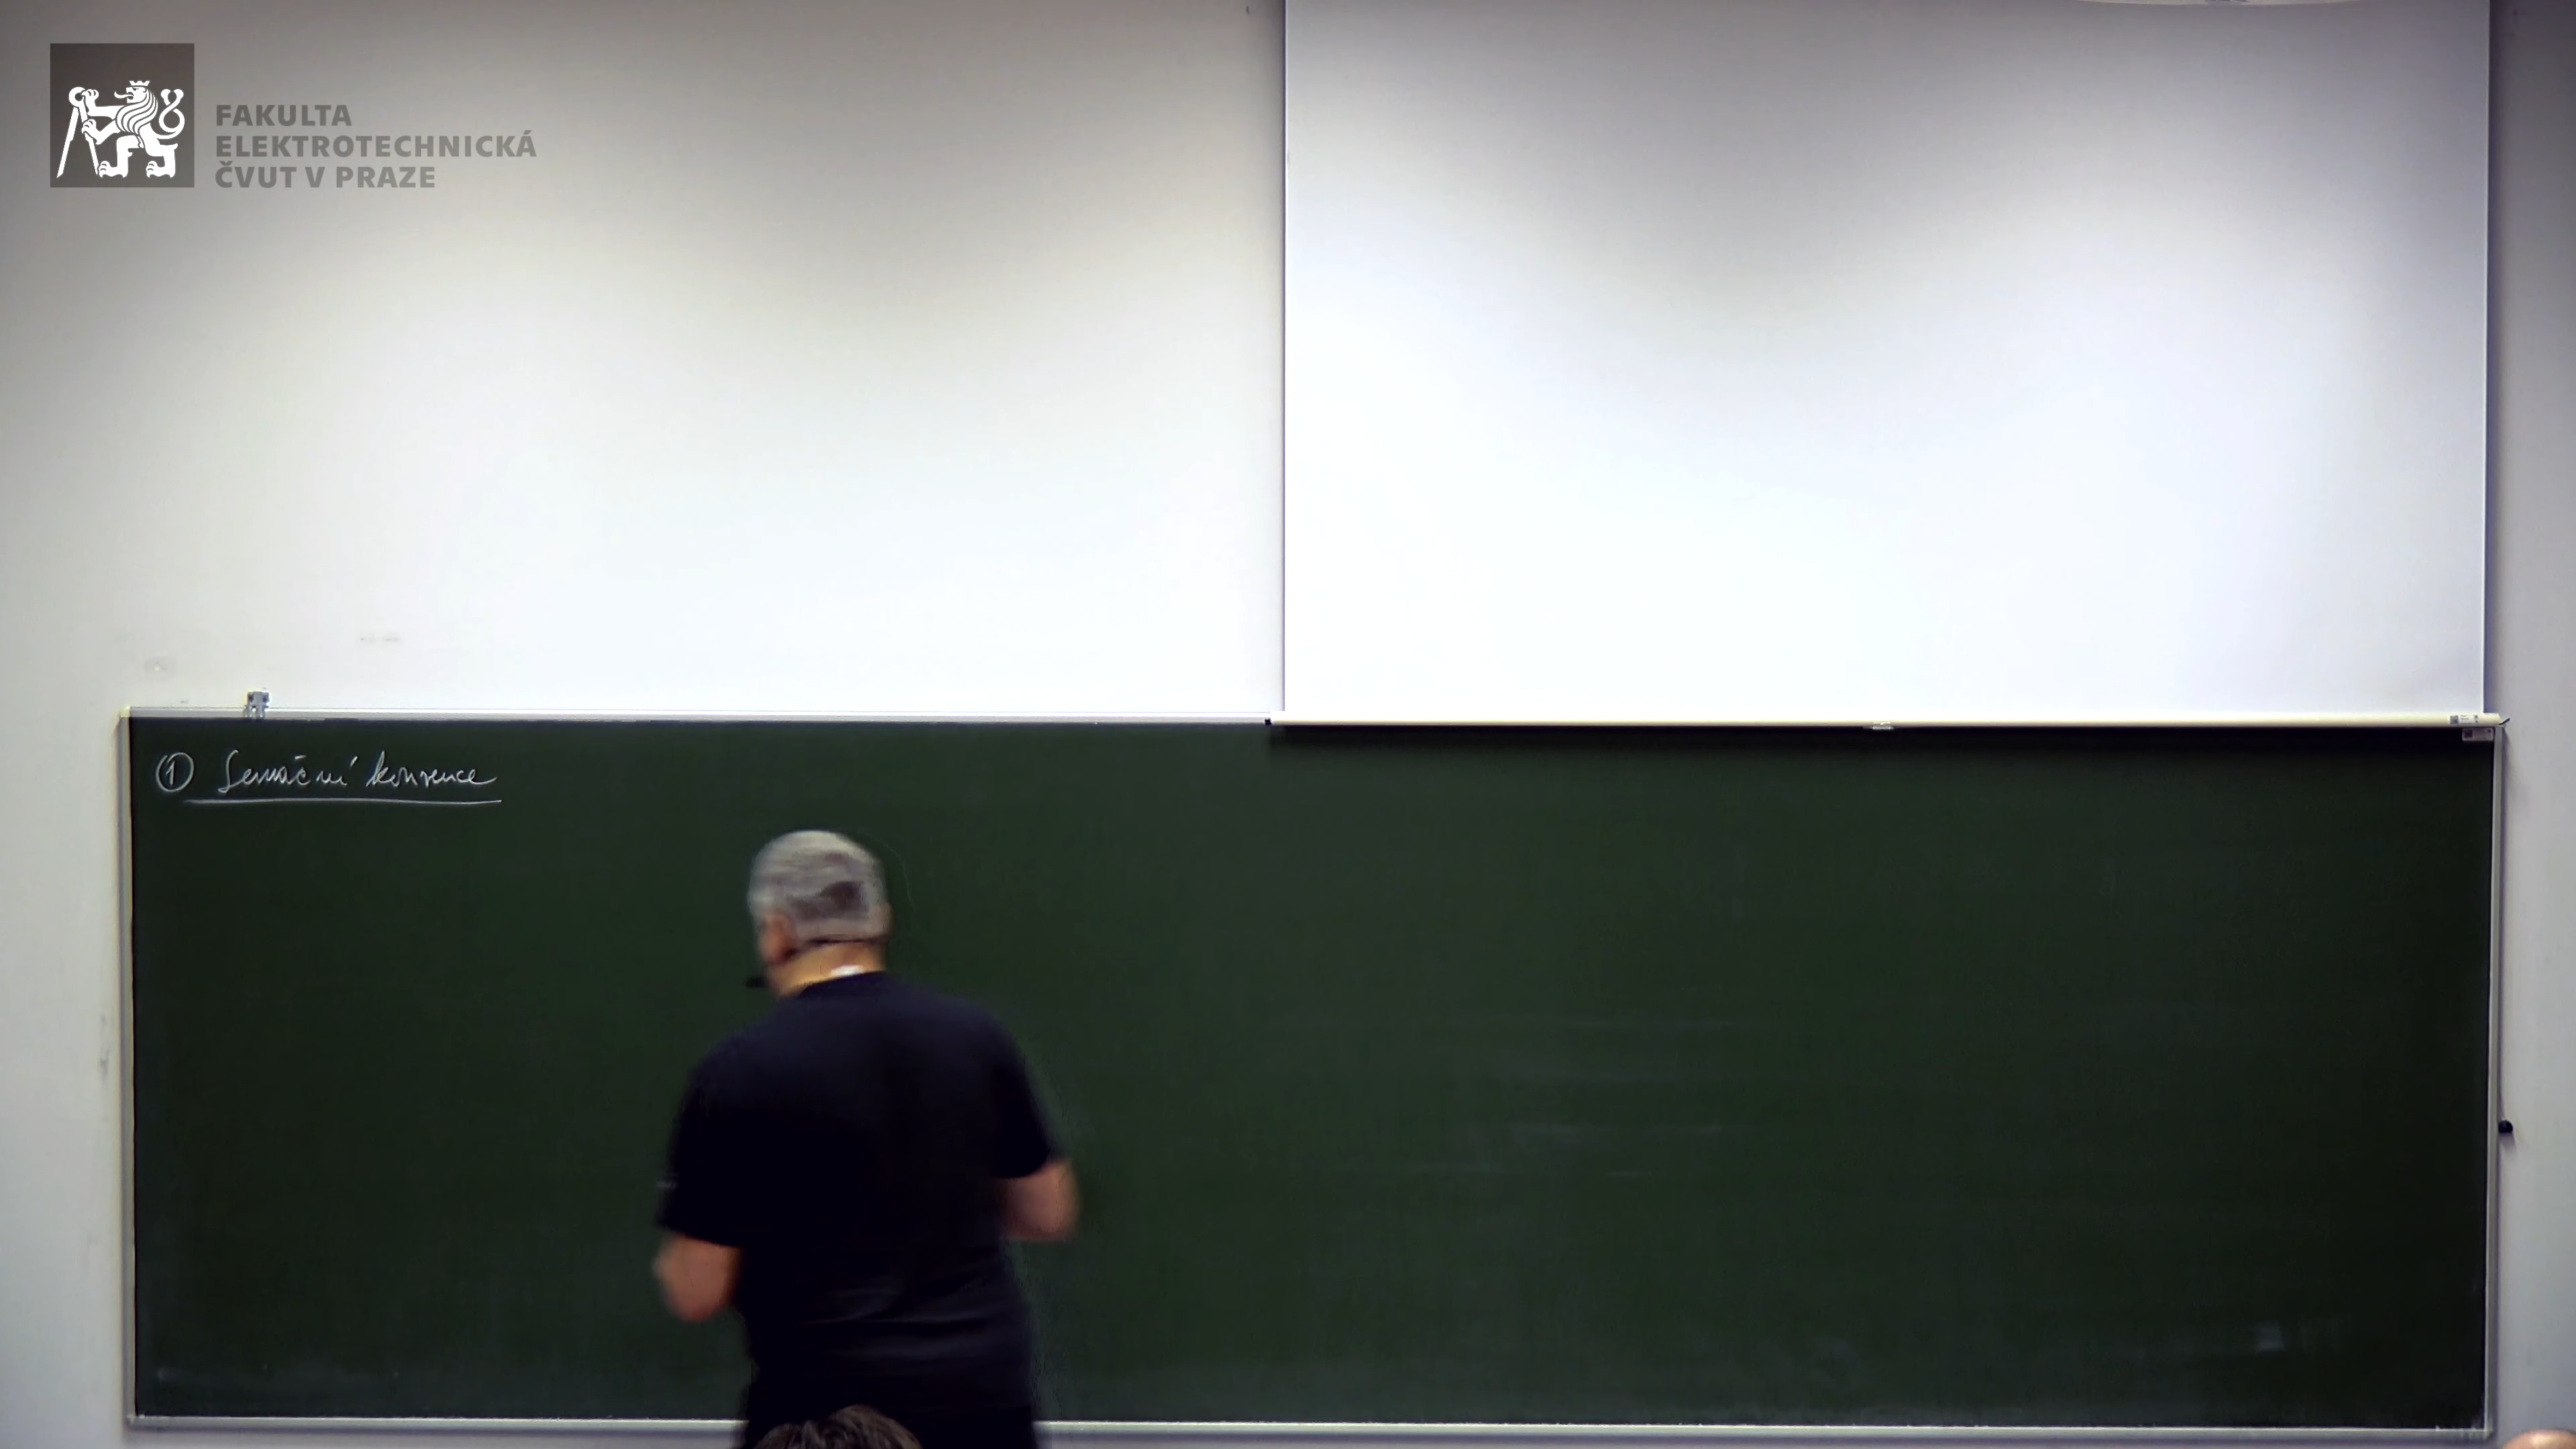 FAKULTA
ELEKTROTECHNICKÁ
ČVUT V PRAZE
① Sumační konvence